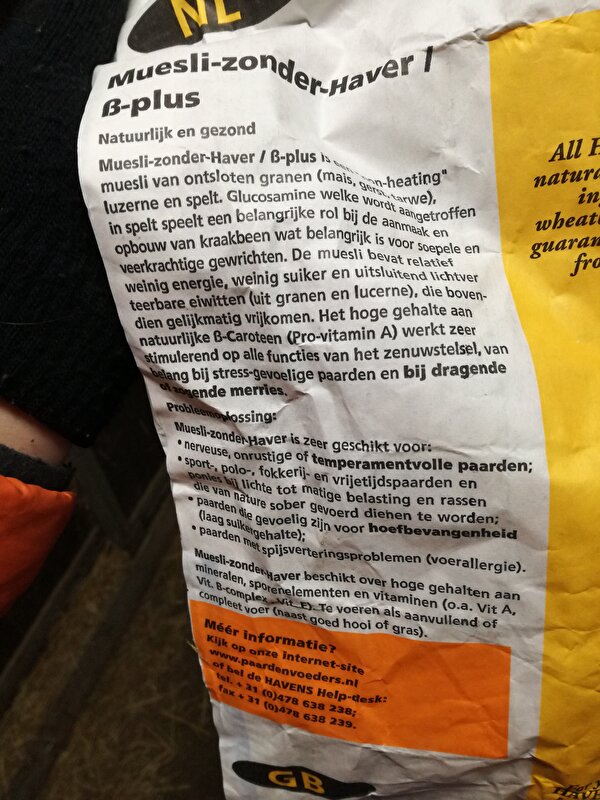 NL
Muesli-zonder-Haver /
ß-plus
Natuurlijk en gezond
Muesli-zonder-Haver / ß-plus is een "non-heating"
muesli van ontsloten granen (mais, gerst, tarwe),
luzerne en spelt. Glucosamine welke wordt aangetroffen
in spelt speelt een belangrijke rol bij de aanmaak en
opbouw van kraakbeen wat belangrijk is voor soepele en
veerkrachtige gewrichten. De muesli bevat relatief
weinig energie, weinig suiker en uitsluitend lichtver
teerbare eiwitten (uit granen en lucerne), die boven-
dien gelijkmatig vrijkomen. Het hoge gehalte aan
natuurlijke ß-Caroteen (Pro-vitamin A) werkt zeer
stimulerend op alle functies van het zenuwstelsel, van
belang bij stress-gevoelige paarden en bij dragende
of zogende merries.
Probleemoplossing:
Muesli-zonder-Haver is zeer geschikt voor:
• nerveuse, onrustige of temperamentvolle paarden;
• sport-, polo-, fokkerij- en vrijetijdspaarden en
ponies bij lichte tot matige belasting en rassen
die van nature sober gevoerd dienen te worden;
• paarden die gevoelig zijn voor hoefbevangenheid
(laag suikergehalte);
• paarden met spijsverteringsproblemen (voerallergie).
Muesli-zonder-Haver beschikt over hoge gehalten aan
mineralen, sporenelementen en vitaminen (o.a. Vit A,
Vit. B-complex, Vit. E). Te voeren als aanvullend of
compleet voer (naast goed hooi of gras).
Méér informatie?
Kijk op onze internet-site
www.paardenvoeders.nl
of bel de HAVENS Help-desk:
tel. + 31 (0)478 638 238;
fax + 31 (0)478 638 239.
GB
All H
natura
in
wheat
guaran
fro